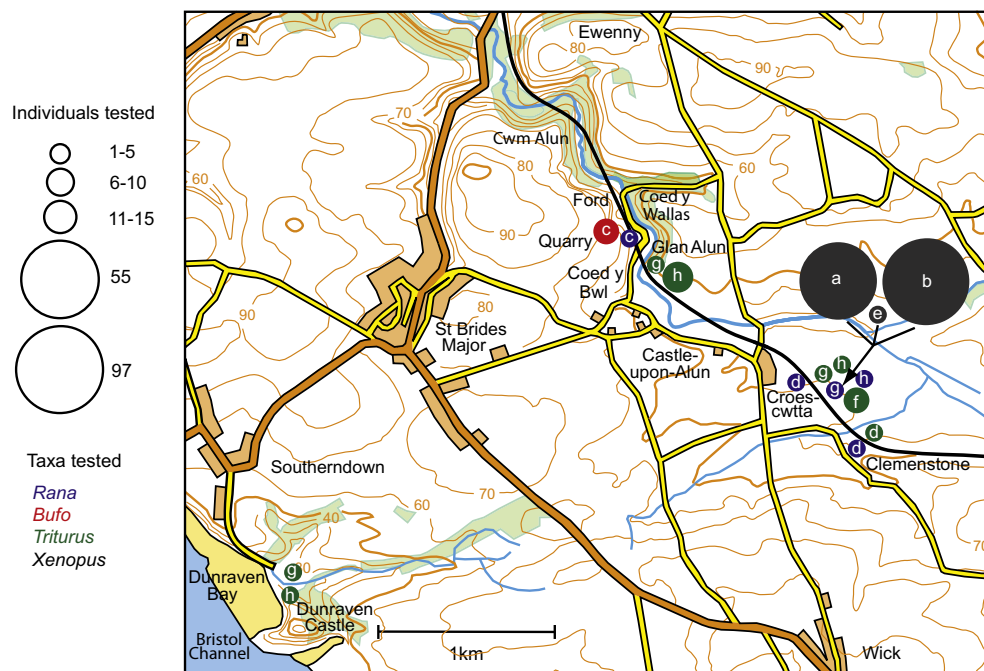 Individuals tested
1-5
6-10
11-15
55
97
Taxa tested
Rana
Bufo
Triturus
Xenopus
Ewenny
80
90
70
Cwm Alun
60
80
60
Ford
Coed y
Wallas
90
Quarry
c
c
Glan Alun
g
h
Coed y
Bwl
a
b
e
90
80
St Brides
Major
Castle-
upon-Alun
h
g
d
g
h
f
Croes-
cwtta
d
d
Clemenstone
Southerndown
70
60
40
80
70
g
h
Dunraven
Bay
Dunraven
Castle
Bristol
Channel
1km
Wick